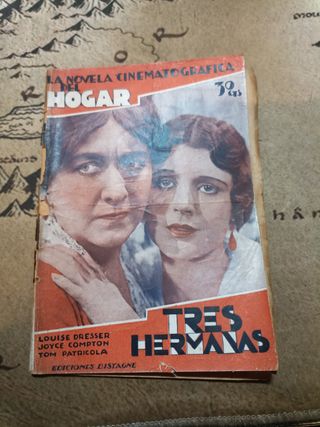 LA NOVELA CINEMATOGRAFICA
DEL
HOGAR
30 cts
LOUISE DRESSER
JOYCE COMPTON
TOM PATRICOLA
TRES
HERMANAS
EDICIONES BISTAGNE